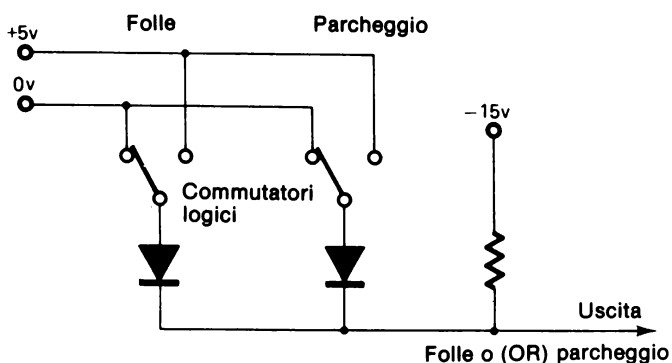 Folle
Parcheggio
+5v
0v
−15v
Commutatori
logici
Uscita
Folle o (OR) parcheggio